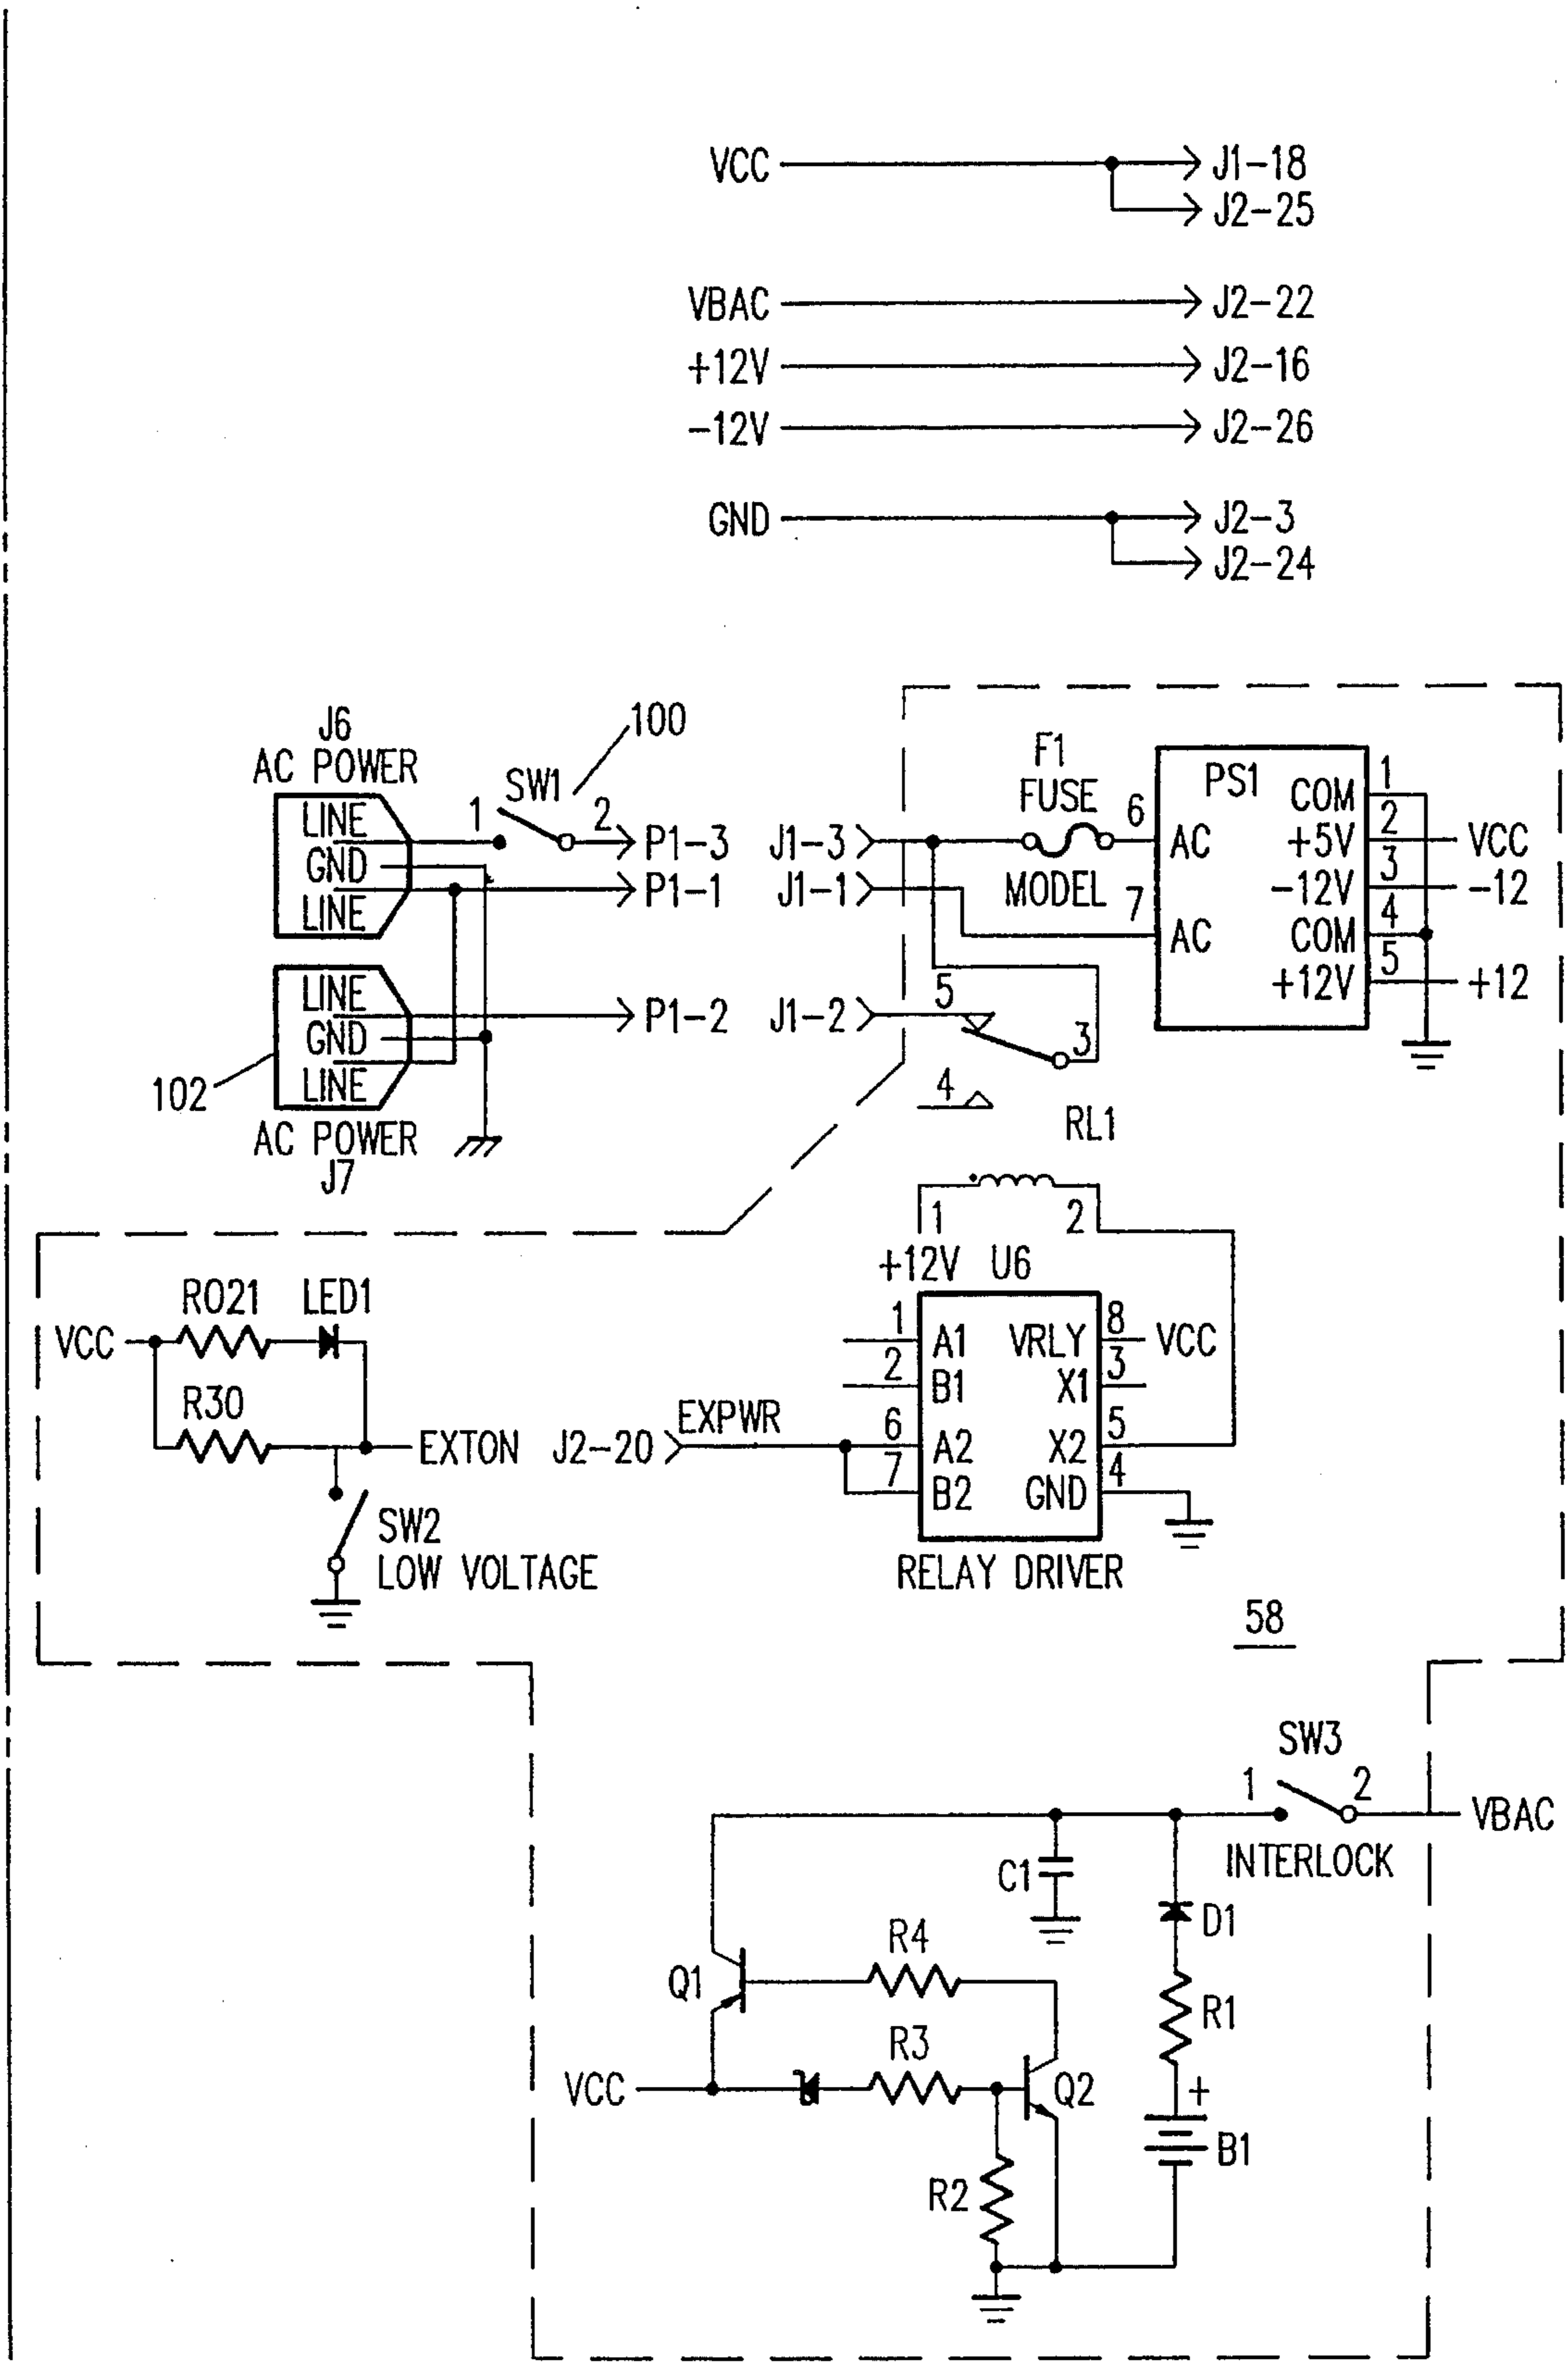 VCC J1-18
J2-25
VBAC J2-22
+12V J2-16
-12V J2-26
GND J2-3
J2-24
J6
AC POWER
100
SW1
LINE 1 2 P1-3
GND
LINE P1-1
LINE P1-2
GND
LINE
102
AC POWER
J7
F1
FUSE
MODEL
J1-3
J1-1
J1-2
6
7
PS1
AC
AC
COM 1
+5V 2 VCC
-12V 3 -12
COM 4
+12V 5 +12
5
3
4
RL1
1 2
+12V U6
1 A1 VRLY 8 VCC
2 B1 X1 3
6 A2 X2 5
7 B2 GND 4
RELAY DRIVER
J2-20 EXPWR
RO21 LED1
VCC
R30
EXTON
SW2
LOW VOLTAGE
58
SW3
1 2 VBAC
INTERLOCK
C1
D1
R4
Q1
R1
R3
VCC
Q2
+
B1
R2